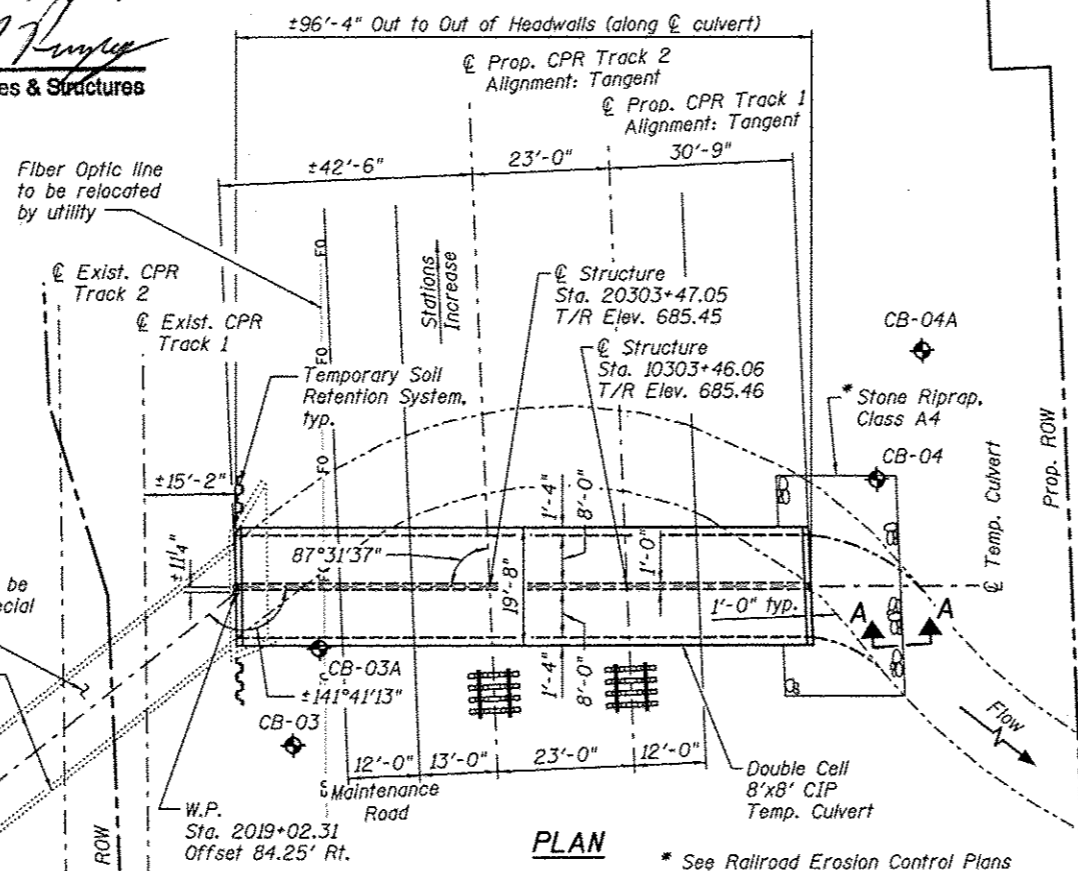 ±96'-4" Out to Out of Headwalls (along ℄ culvert)
es & Structures
℄ Prop. CPR Track 2
Alignment: Tangent
℄ Prop. CPR Track 1
Alignment: Tangent
±42'-6"
23'-0"
30'-9"
Fiber Optic line
to be relocated
by utility
℄ Exist. CPR
Track 2
℄ Exist. CPR
Track 1
FO
FO
FO
Stations
Increase
℄ Structure
Sta. 20303+47.05
T/R Elev. 685.45
℄ Structure
Sta. 10303+46.06
T/R Elev. 685.46
CB-04A
Temporary Soil
Retention System,
typ.
* Stone Riprap,
Class A4
CB-04
℄ Temp. Culvert
Prop. ROW
±15'-2"
±11¼"
87°31'37"
19'-8"
1'-4"
8'-0"
1'-0"
1'-0" typ.
1'-4"
8'-0"
A
A
be
ecial
CB-03A
±141°41'13"
CB-03
Flow
12'-0"
13'-0"
23'-0"
12'-0"
Maintenance
Road
Double Cell
8'x8' CIP
Temp. Culvert
W.P.
Sta. 2019+02.31
Offset 84.25' Rt.
ROW
PLAN
* See Railroad Erosion Control Plans